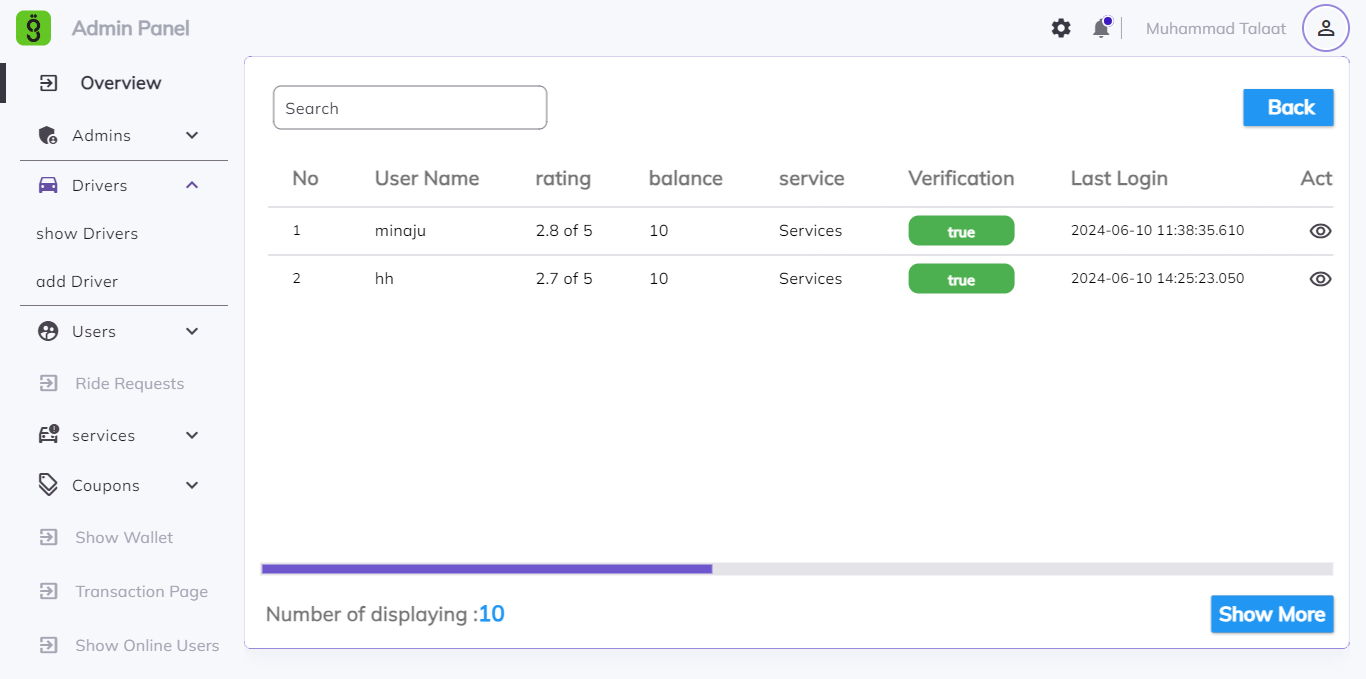 Admin Panel
Muhammad Talaat
Overview
Admins
Drivers
show Drivers
add Driver
Users
Ride Requests
services
Coupons
Show Wallet
Transaction Page
Show Online Users
Search
Back
No User Name rating balance service Verification Last Login Act
1 minaju 2.8 of 5 10 Services true 2024-06-10 11:38:35.610
2 hh 2.7 of 5 10 Services true 2024-06-10 14:25:23.050
Number of displaying :10
Show More